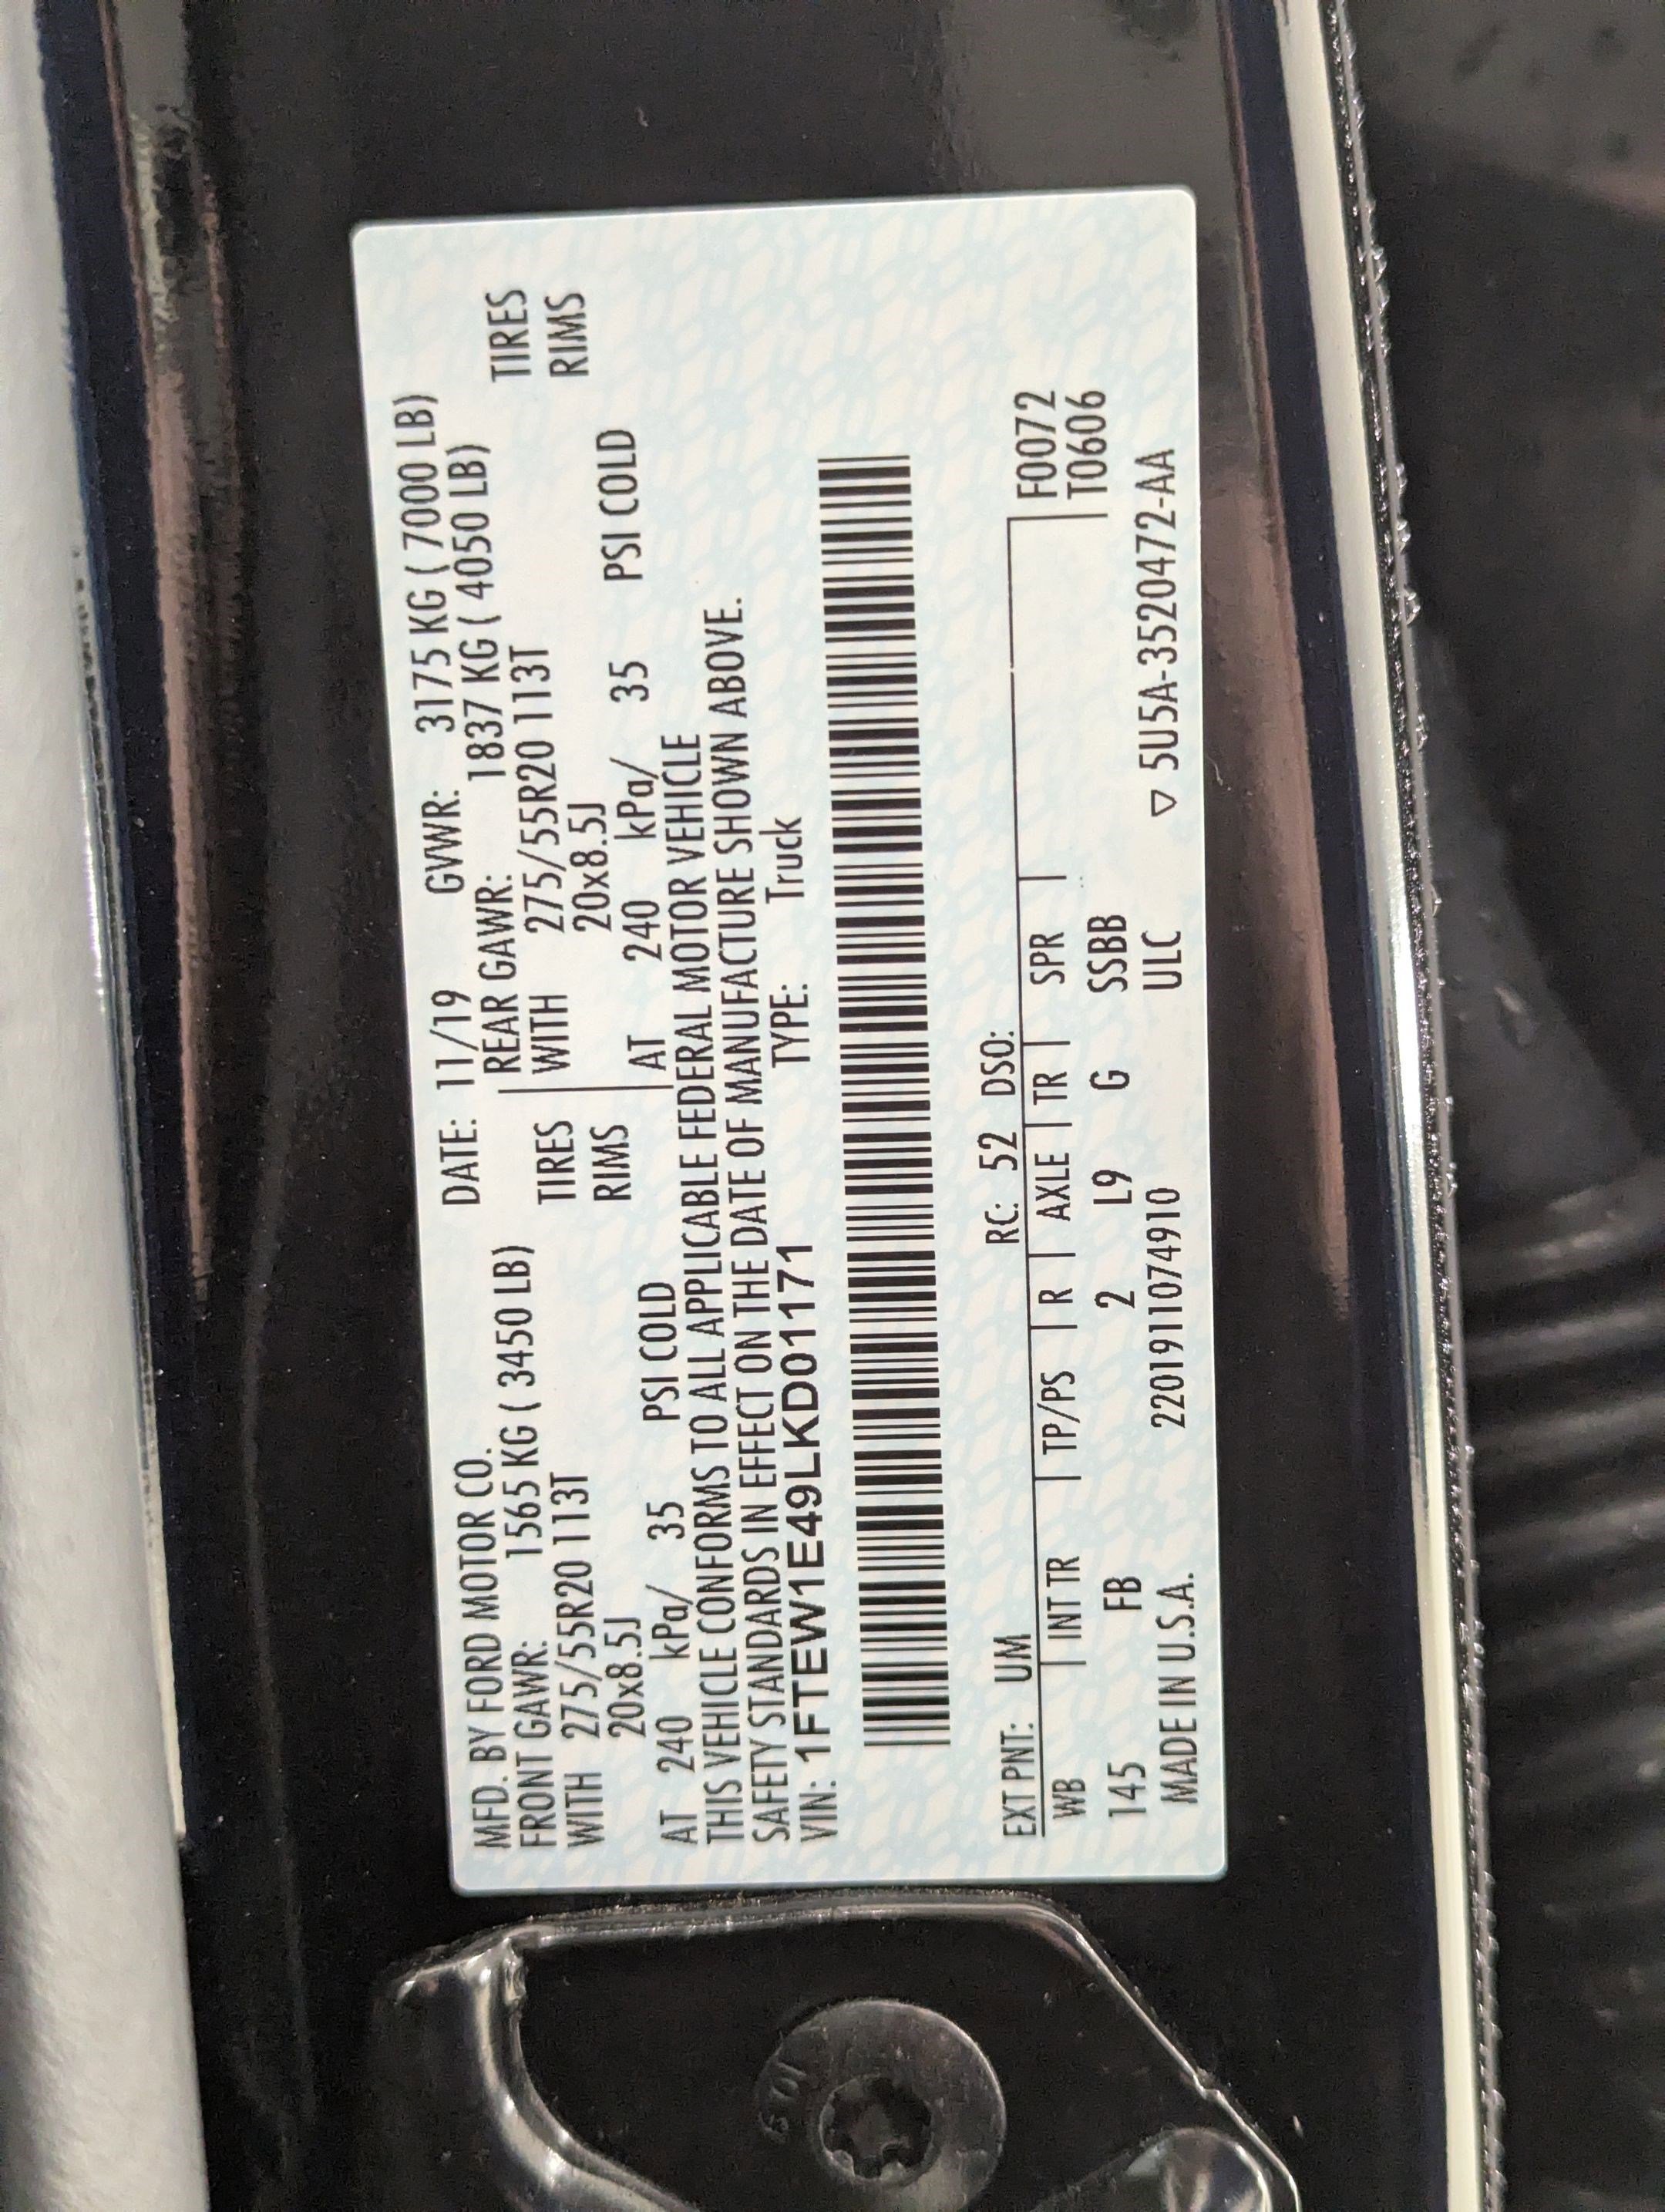 MFD. BY FORD MOTOR CO. DATE: 11/19 GVWR: 3175 KG ( 7000 LB)
FRONT GAWR: 1565 KG ( 3450 LB) REAR GAWR: 1837 KG ( 4050 LB)
WITH 275/55R20 113T TIRES WITH 275/55R20 113T TIRES
20x8.5J RIMS 20x8.5J RIMS
AT 240 kPa/ 35 PSI COLD AT 240 kPa/ 35 PSI COLD
THIS VEHICLE CONFORMS TO ALL APPLICABLE FEDERAL MOTOR VEHICLE
SAFETY STANDARDS IN EFFECT ON THE DATE OF MANUFACTURE SHOWN ABOVE.
VIN: 1FTEW1E49LKD01171 TYPE: Truck
EXT PNT: UM RC: 52 DSO: F0072
WB INT TR TP/PS R AXLE TR SPR T0606
145 FB 2 L9 G SSBB
MADE IN U.S.A. 2201911074910 ULC ▽ 5U5A-3520472-AA
10.9